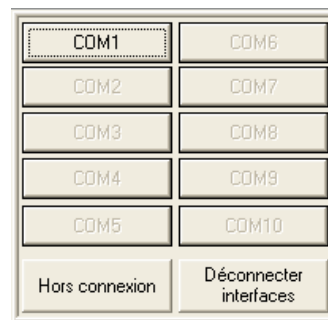 COM1 COM6
COM2 COM7
COM3 COM8
COM4 COM9
COM5 COM10
Hors connexion
Déconnecter
interfaces